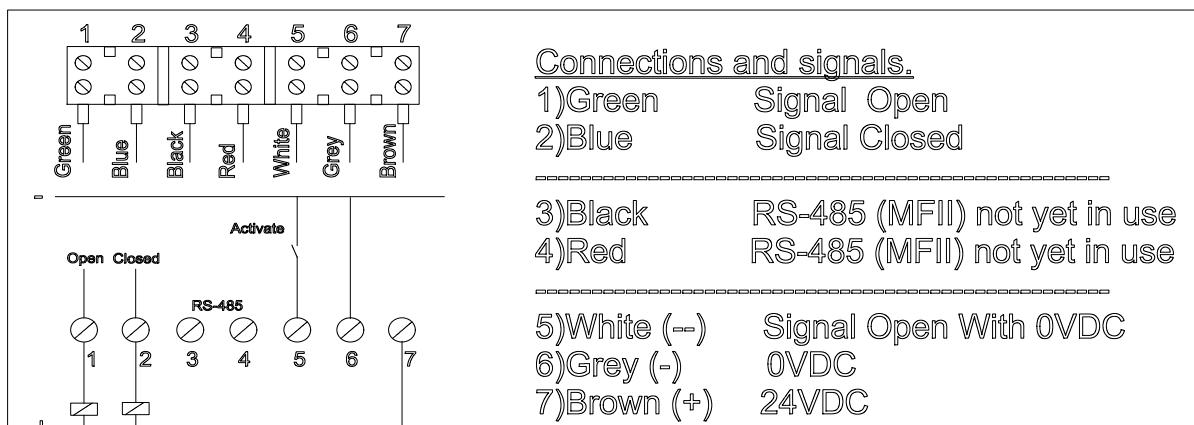 1 2 3 4 5 6 7
Green Blue Black Red White Grey Brown
-
Activate
Open Closed
RS-485
1 2 3 4 5 6 7
Connections and signals.
1)Green Signal Open
2)Blue Signal Closed
3)Black RS-485 (MFII) not yet in use
4)Red RS-485 (MFII) not yet in use
5)White (--) Signal Open With 0VDC
6)Grey (-) 0VDC
7)Brown (+) 24VDC